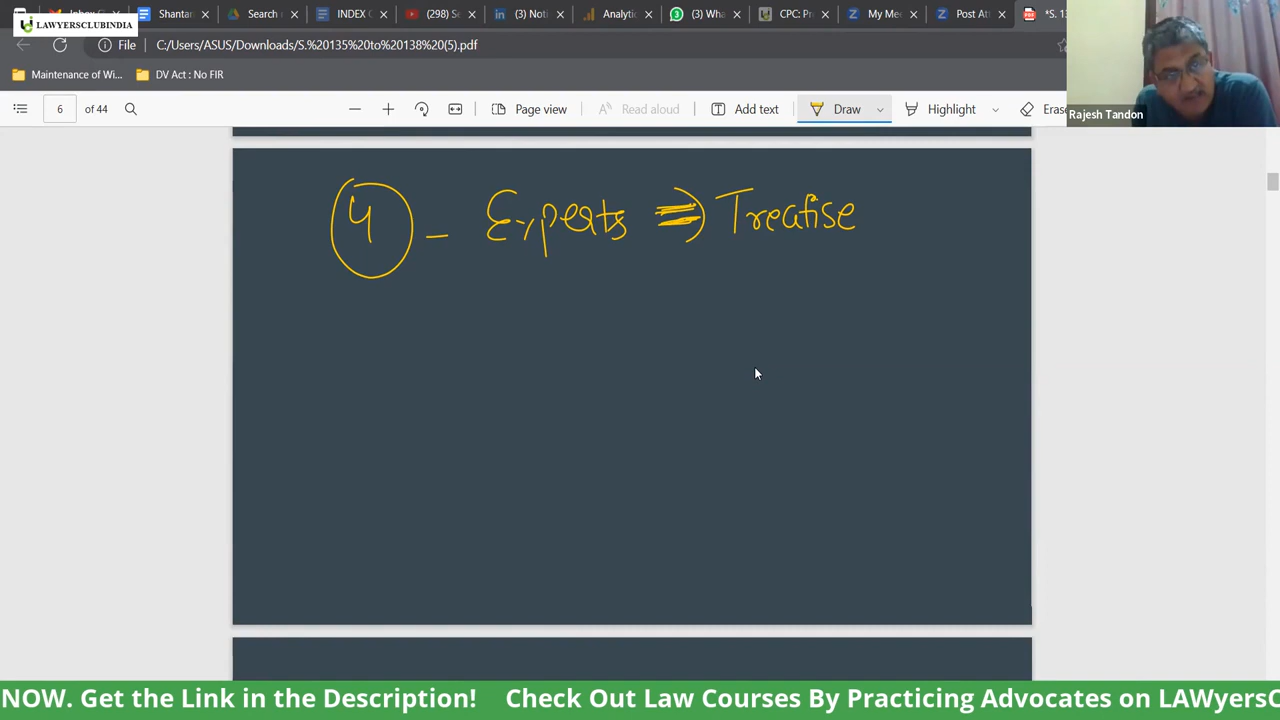 LAWYERSCLUBINDIA
Inbox
Shanta
Search
INDEX
(298)
(3) Noti
Analyti
(3) W
CPC: Pr
My Me
Post At
*S. 13
File C:/Users/ASUS/Downloads/S.%20135%20to%20138%20(5).pdf
Maintenance of Wi... DV Act : No FIR
6 of 44 Page view Read aloud Add text Draw Highlight Eras
Rajesh Tandon
4 - Experts ⇒ Treatise
NOW. Get the Link in the Description! Check Out Law Courses By Practicing Advocates on LAWyersC